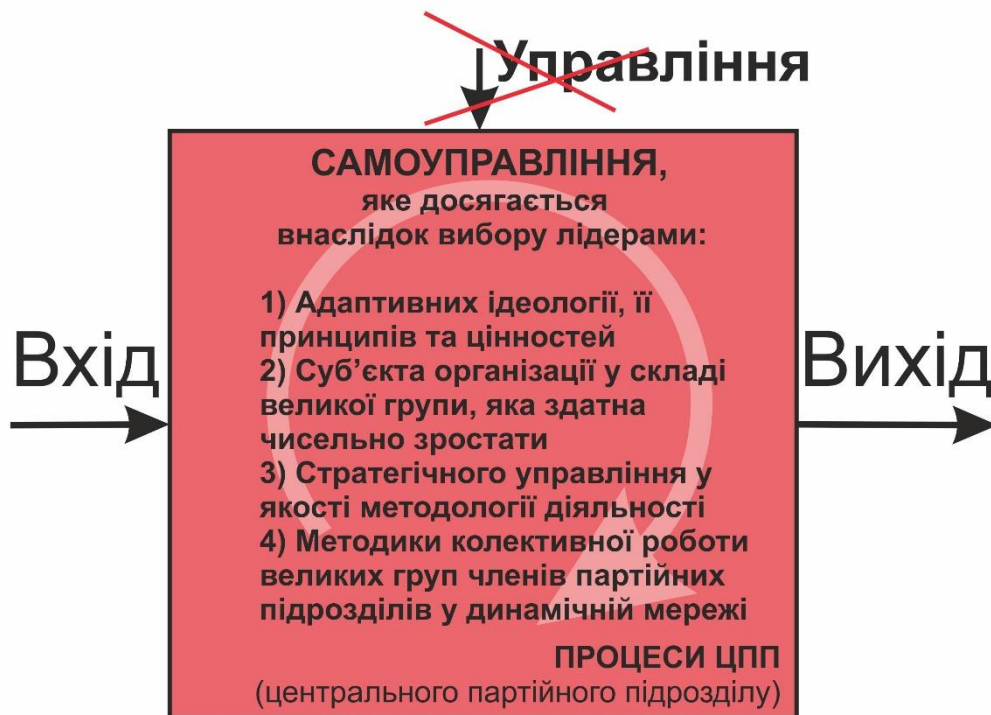 Управління
САМОУПРАВЛІННЯ,
яке досягається
внаслідок вибору лідерами:
1) Адаптивних ідеології, її
принципів та цінностей
2) Суб’єкта організації у складі
великої групи, яка здатна
чисельно зростати
3) Стратегічного управління у
якості методології діяльності
4) Методики колективної роботи
великих груп членів партійних
підрозділів у динамічній мережі
Вхід
Вихід
ПРОЦЕСИ ЦПП
(центрального партійного підрозділу)